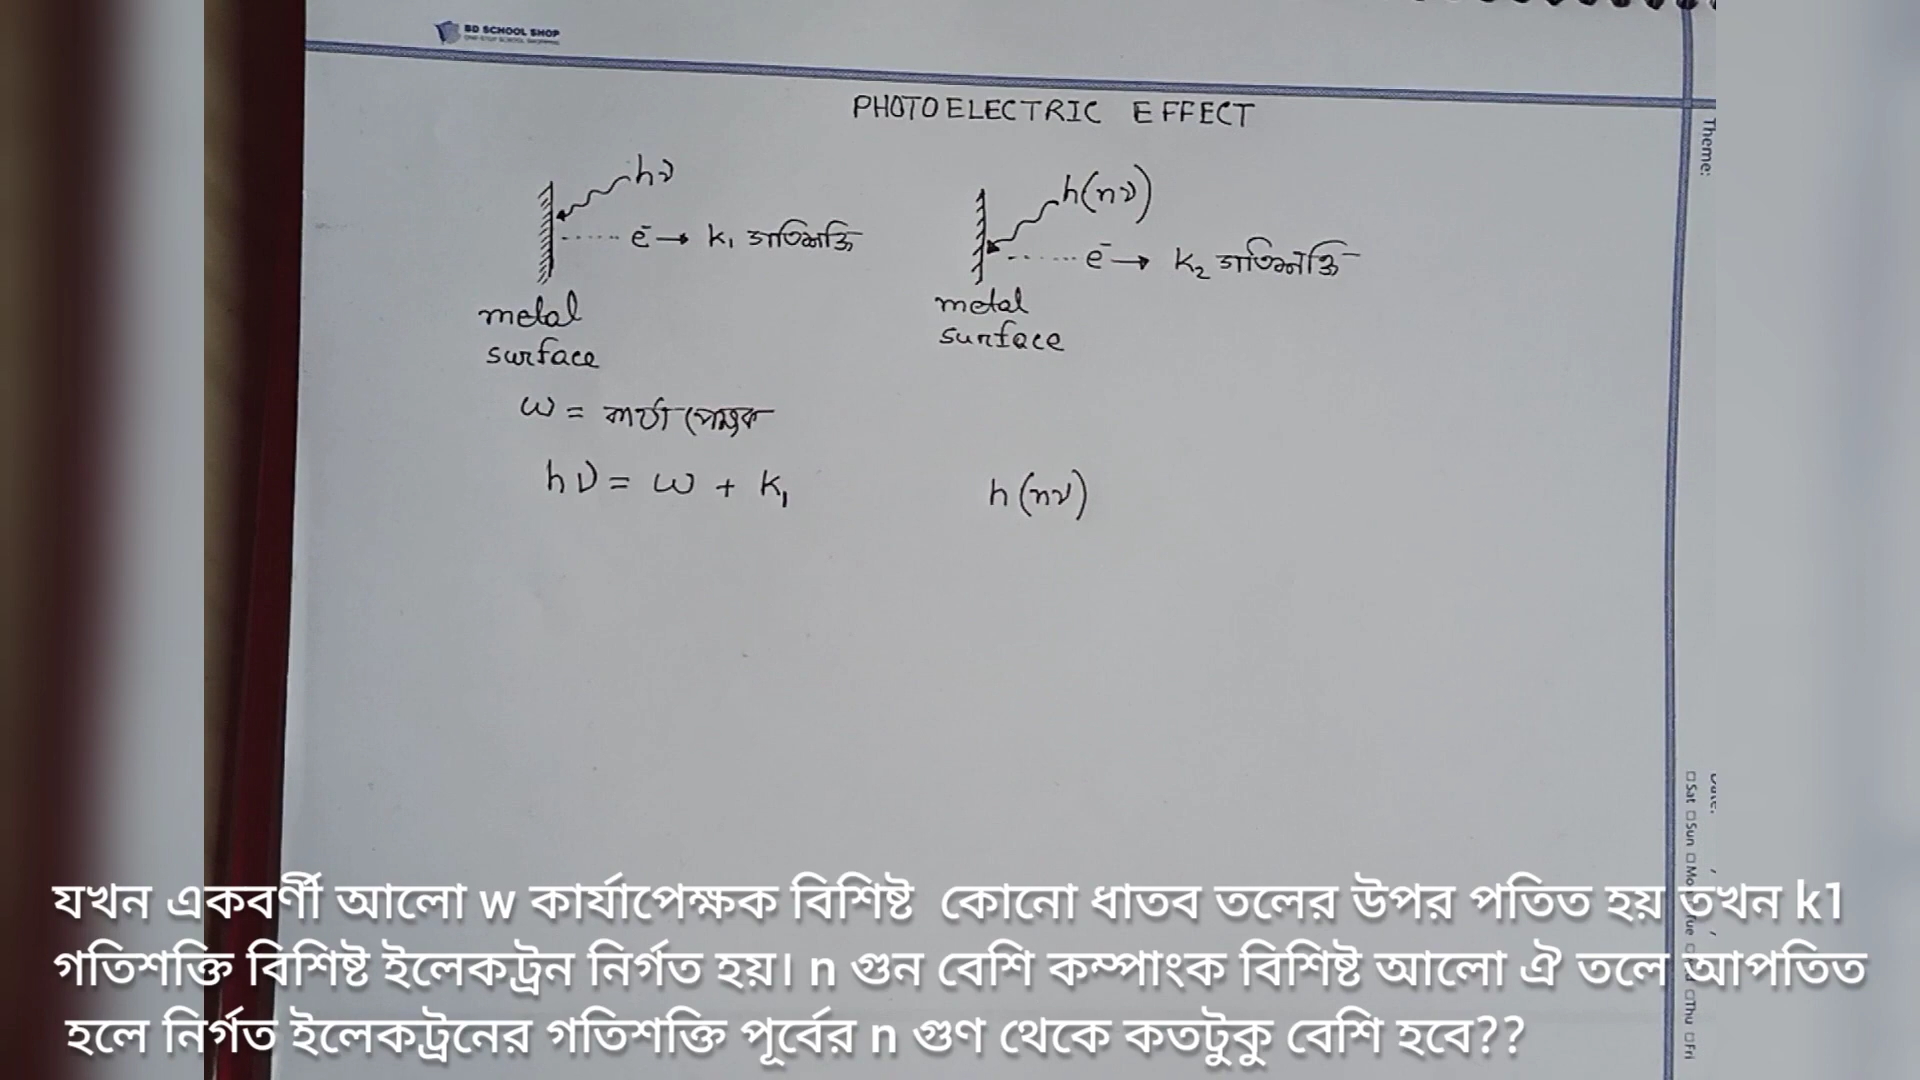 BD SCHOOL SHOP
Theme:
PHOTO ELECTRIC EFFECT
hν
h(nν)
e⁻ → k₁ গতিশক্তি
e⁻ → k₂ গতিশক্তি
metal
surface
metal
surface
ω = কার্যাপেক্ষক
hν = ω + k₁
h(nν)
Date:
□Sat □Sun □Mo
□Thu □Fri
যখন একবর্ণী আলো w কার্যাপেক্ষক বিশিষ্ট কোনো ধাতব তলের উপর পতিত হয় তখন k1
গতিশক্তি বিশিষ্ট ইলেকট্রন নির্গত হয়। n গুন বেশি কম্পাংক বিশিষ্ট আলো ঐ তলে আপতিত
হলে নির্গত ইলেকট্রনের গতিশক্তি পূর্বের n গুণ থেকে কতটুকু বেশি হবে??